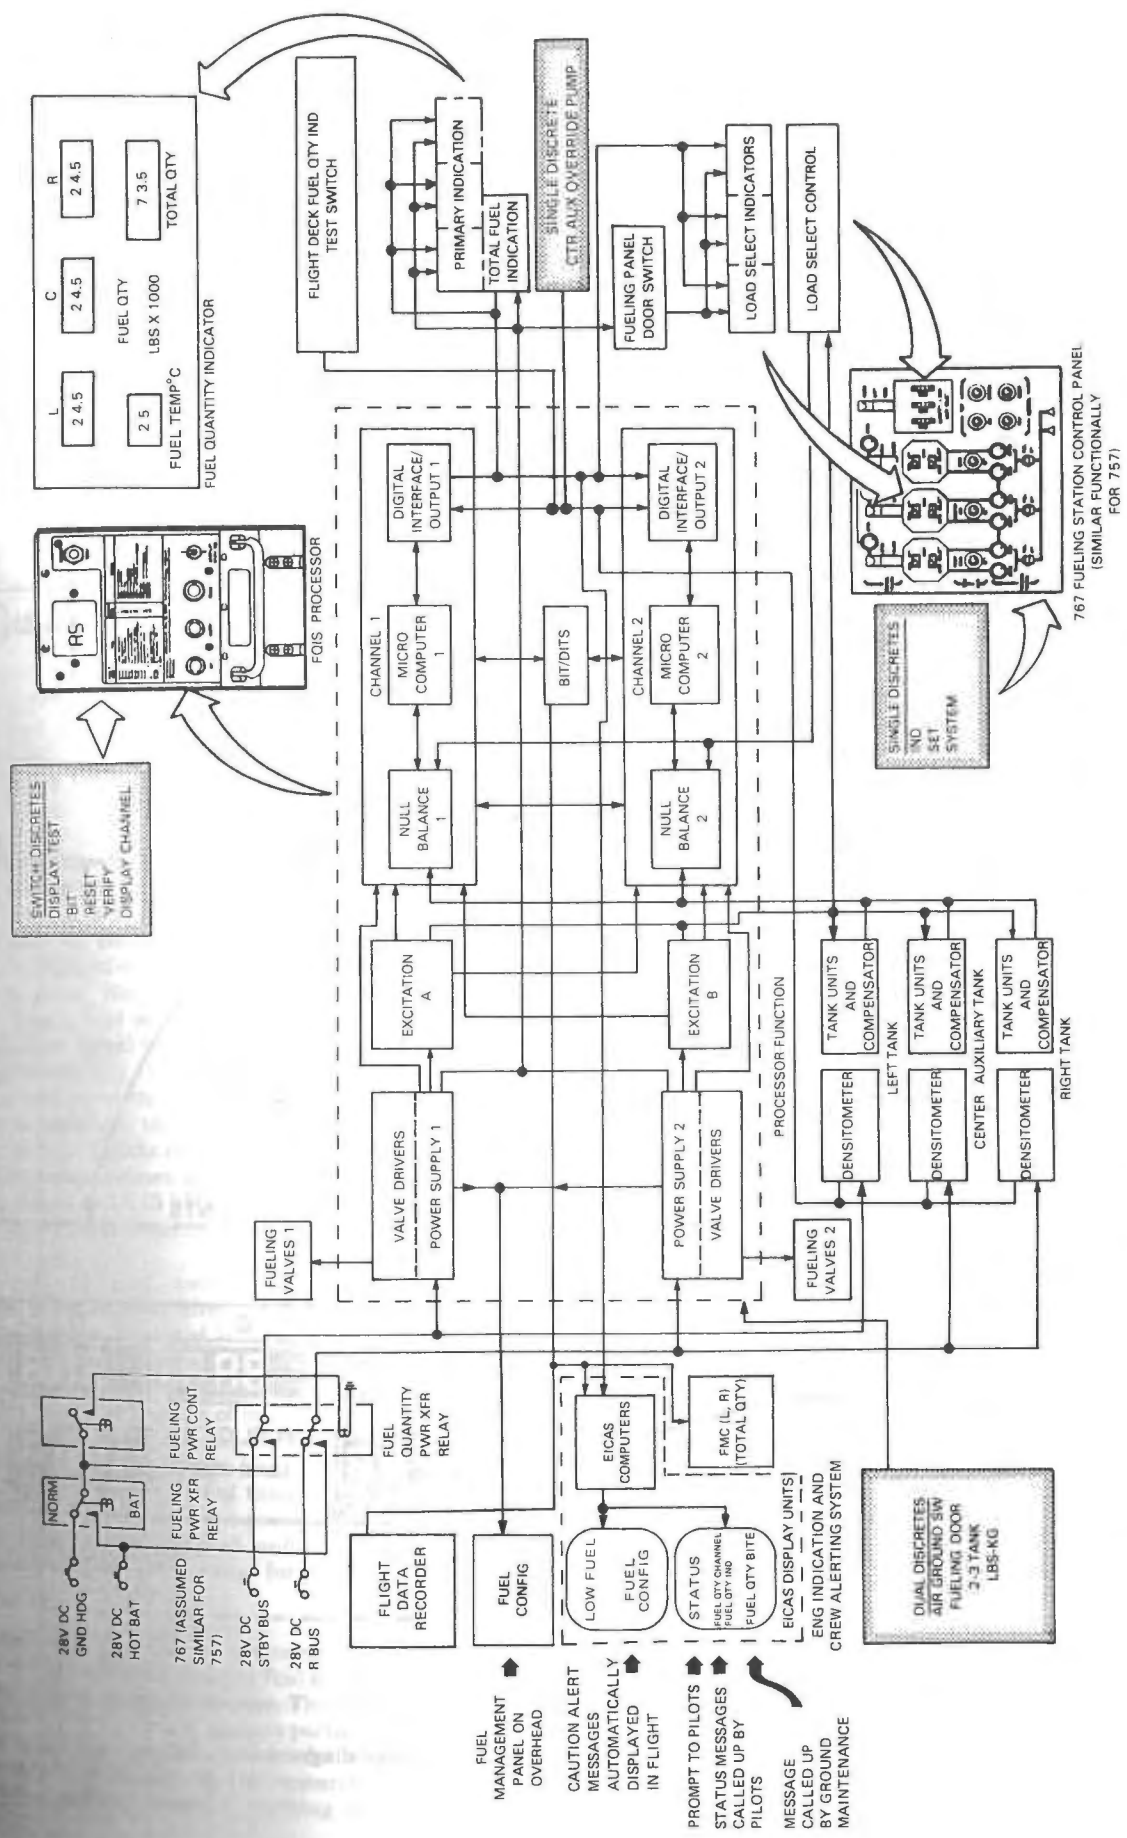 SWITCH DISCRETES
DISPLAY TEST
BIT
RESET
VERIFY
DISPLAY CHANNEL
FQIS PROCESSOR
L
C
R
2 4.5
2 4.5
2 4.5
2 5
FUEL QTY
LBS X 1000
7 3.5
FUEL TEMP°C
TOTAL QTY
FUEL QUANTITY INDICATOR
28V DC
GND HDG
28V DC
HOT BAT
767 (ASSUMED
SIMILAR FOR
757)
28V DC
STBY BUS
28V DC
R BUS
NORM
BAT
FUELING
PWR XFR
RELAY
FUELING
PWR CONT
RELAY
FUEL
QUANTITY
PWR XFR
RELAY
FUELING
VALVES 1
VALVE DRIVERS
POWER SUPPLY 1
EXCITATION
A
CHANNEL 1
NULL
BALANCE
1
MICRO
COMPUTER
1
DIGITAL
INTERFACE/
OUTPUT 1
BIT/DITS
CHANNEL 2
NULL
BALANCE
2
MICRO
COMPUTER
2
DIGITAL
INTERFACE/
OUTPUT 2
POWER SUPPLY 2
VALVE DRIVERS
EXCITATION
B
FUELING
VALVES 2
PROCESSOR FUNCTION
FLIGHT DECK FUEL QTY IND
TEST SWITCH
PRIMARY INDICATION
TOTAL FUEL
INDICATION
SINGLE DISCRETE
CTR AUX OVERRIDE PUMP
FUELING PANEL
DOOR SWITCH
LOAD SELECT INDICATORS
LOAD SELECT CONTROL
FLIGHT
DATA
RECORDER
FUEL
CONFIG
FUEL
MANAGEMENT
PANEL ON
OVERHEAD
CAUTION ALERT
MESSAGES
AUTOMATICALLY
DISPLAYED
IN FLIGHT
LOW FUEL
FUEL
CONFIG
EICAS
COMPUTERS
PROMPT TO PILOTS
STATUS MESSAGES
CALLED UP BY
PILOTS
STATUS
FUEL QTY CHANNEL
FUEL QTY IND
FUEL QTY BITE
FMC (L, R)
(TOTAL QTY)
MESSAGE
CALLED UP
BY GROUND
MAINTENANCE
EICAS DISPLAY UNITS
ENG INDICATION AND
CREW ALERTING SYSTEM
DUAL DISCRETES
AIR GROUND SW
FUELING DOOR
2-3 TANK
LBS-KG
DENSITOMETER
TANK UNITS
AND
COMPENSATOR
LEFT TANK
DENSITOMETER
TANK UNITS
AND
COMPENSATOR
CENTER AUXILIARY TANK
DENSITOMETER
TANK UNITS
AND
COMPENSATOR
RIGHT TANK
SINGLE DISCRETES
IND
SET
SYSTEM
767 FUELING STATION CONTROL PANEL
(SIMILAR FUNCTIONALLY
FOR 757)